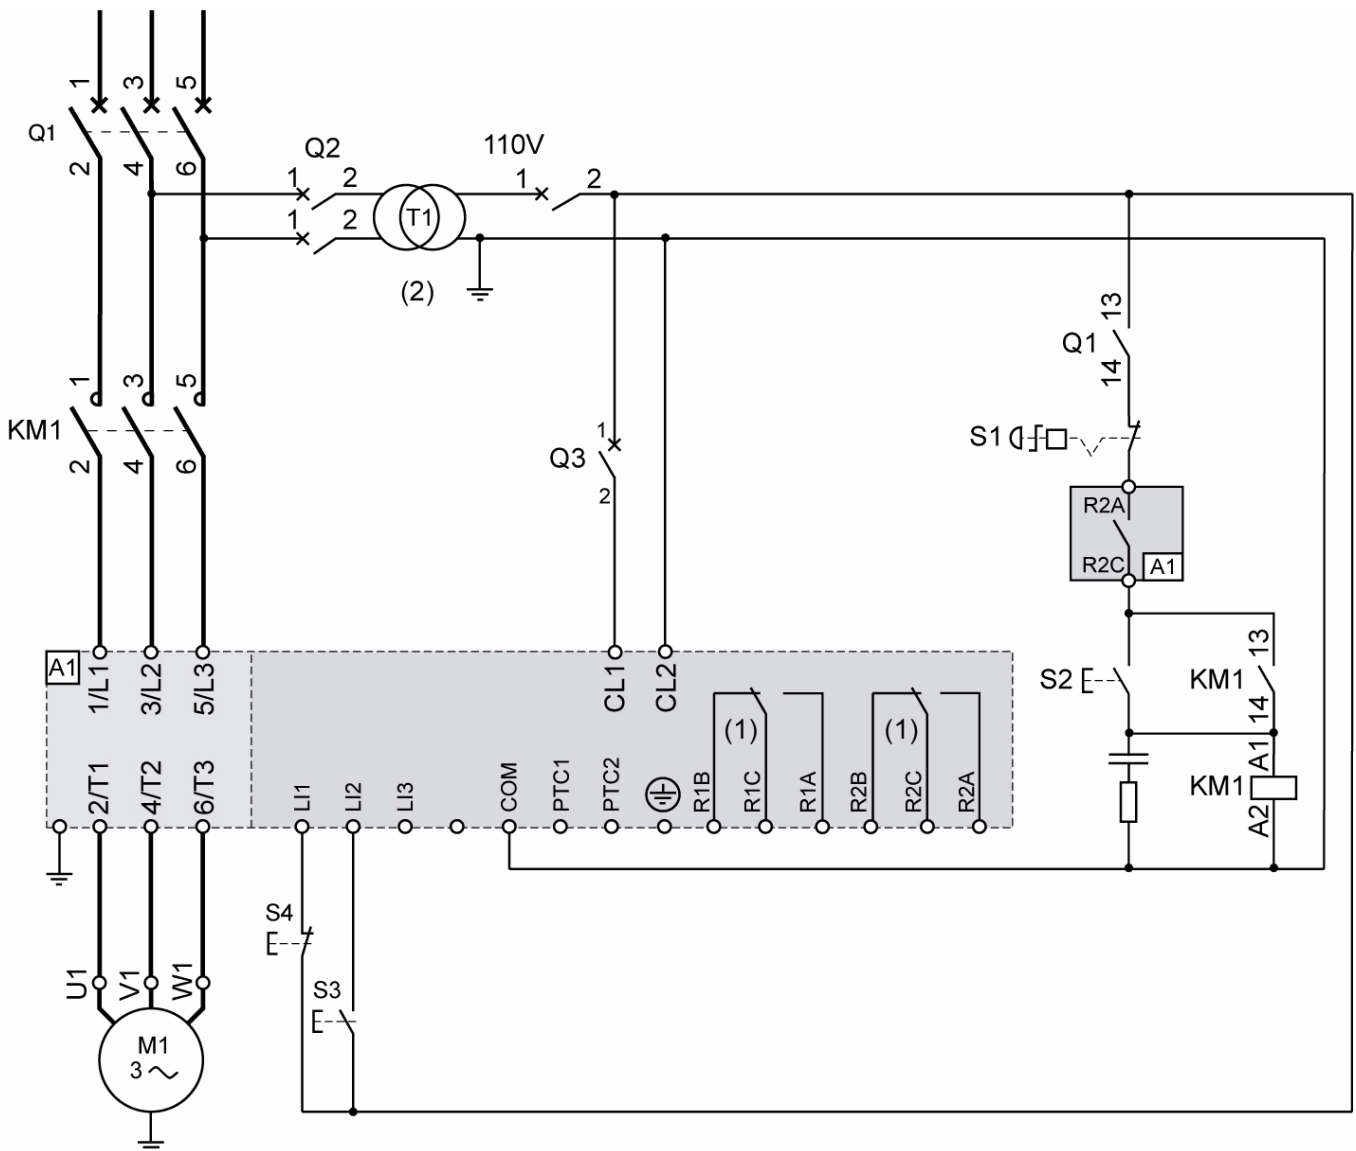 1 3 5
Q1
2 4 6
Q2
110V
1 2
1 2
1 2
T1
(2)
13
Q1
14
1 3 5
KM1
2 4 6
1
Q3
2
S1
R2A
R2C
A1
A1
1/L1 3/L2 5/L3
CL1 CL2
S2
13
KM1
14
(1) (1)
2/T1 4/T2 6/T3
LI1 LI2 LI3 COM PTC1 PTC2 R1B R1C R1A R2B R2C R2A
A1
KM1
A2
S4
S3
U1 V1 W1
M1
3